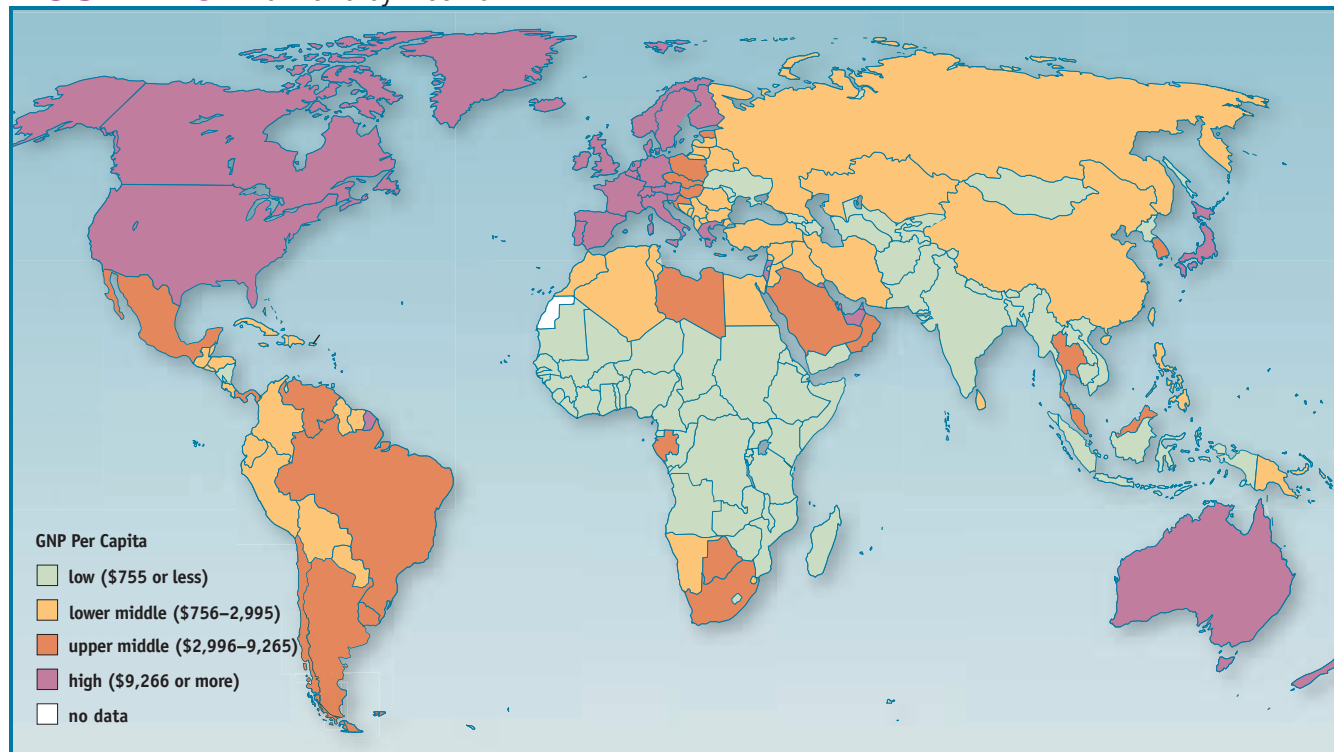 GNP Per Capita
low ($755 or less)
lower middle ($756–2,995)
upper middle ($2,996–9,265)
high ($9,266 or more)
no data